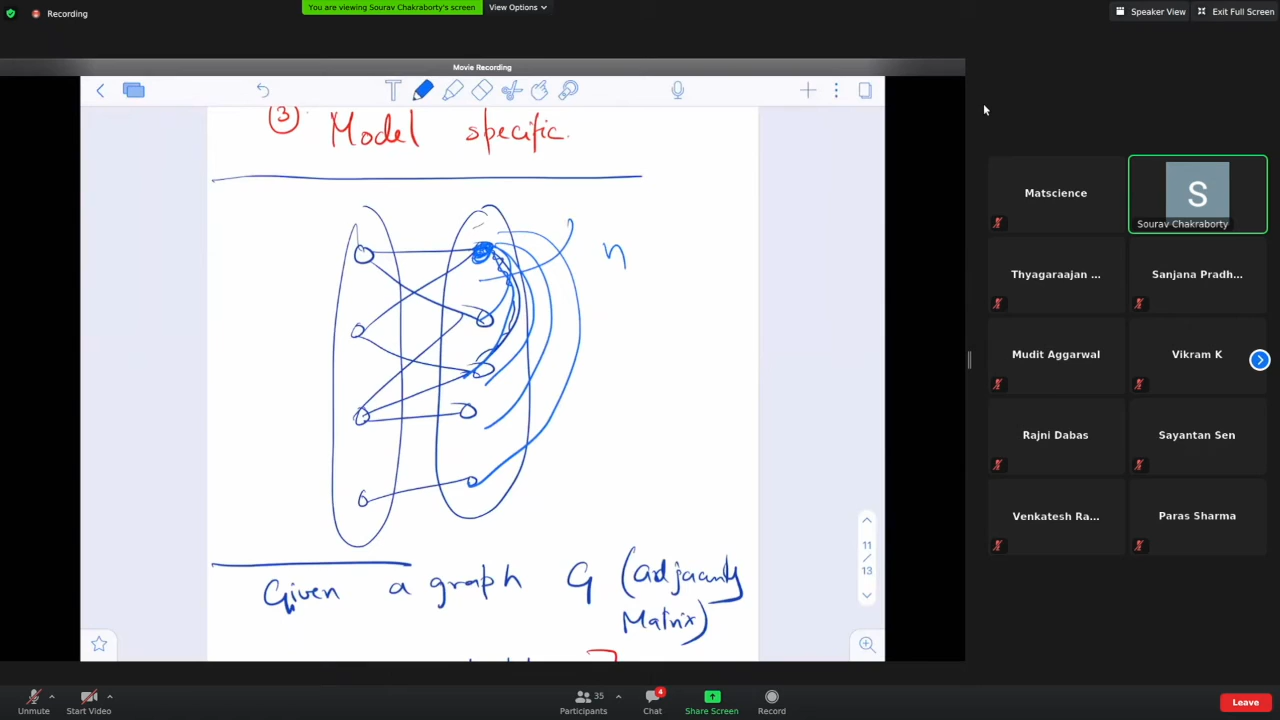 Recording
You are viewing Sourav Chakraborty's screen
View Options
Speaker View
Exit Full Screen
Movie Recording
T
③ Model specific.
n
Given a graph G (adjacency
Matrix)
11
/
13
Matscience
S
Sourav Chakraborty
Thyagaraajan ...
Sanjana Pradh...
Mudit Aggarwal
Vikram K
Rajni Dabas
Sayantan Sen
Venkatesh Ra...
Paras Sharma
Unmute
Start Video
35
Participants
4
Chat
Share Screen
Record
Leave